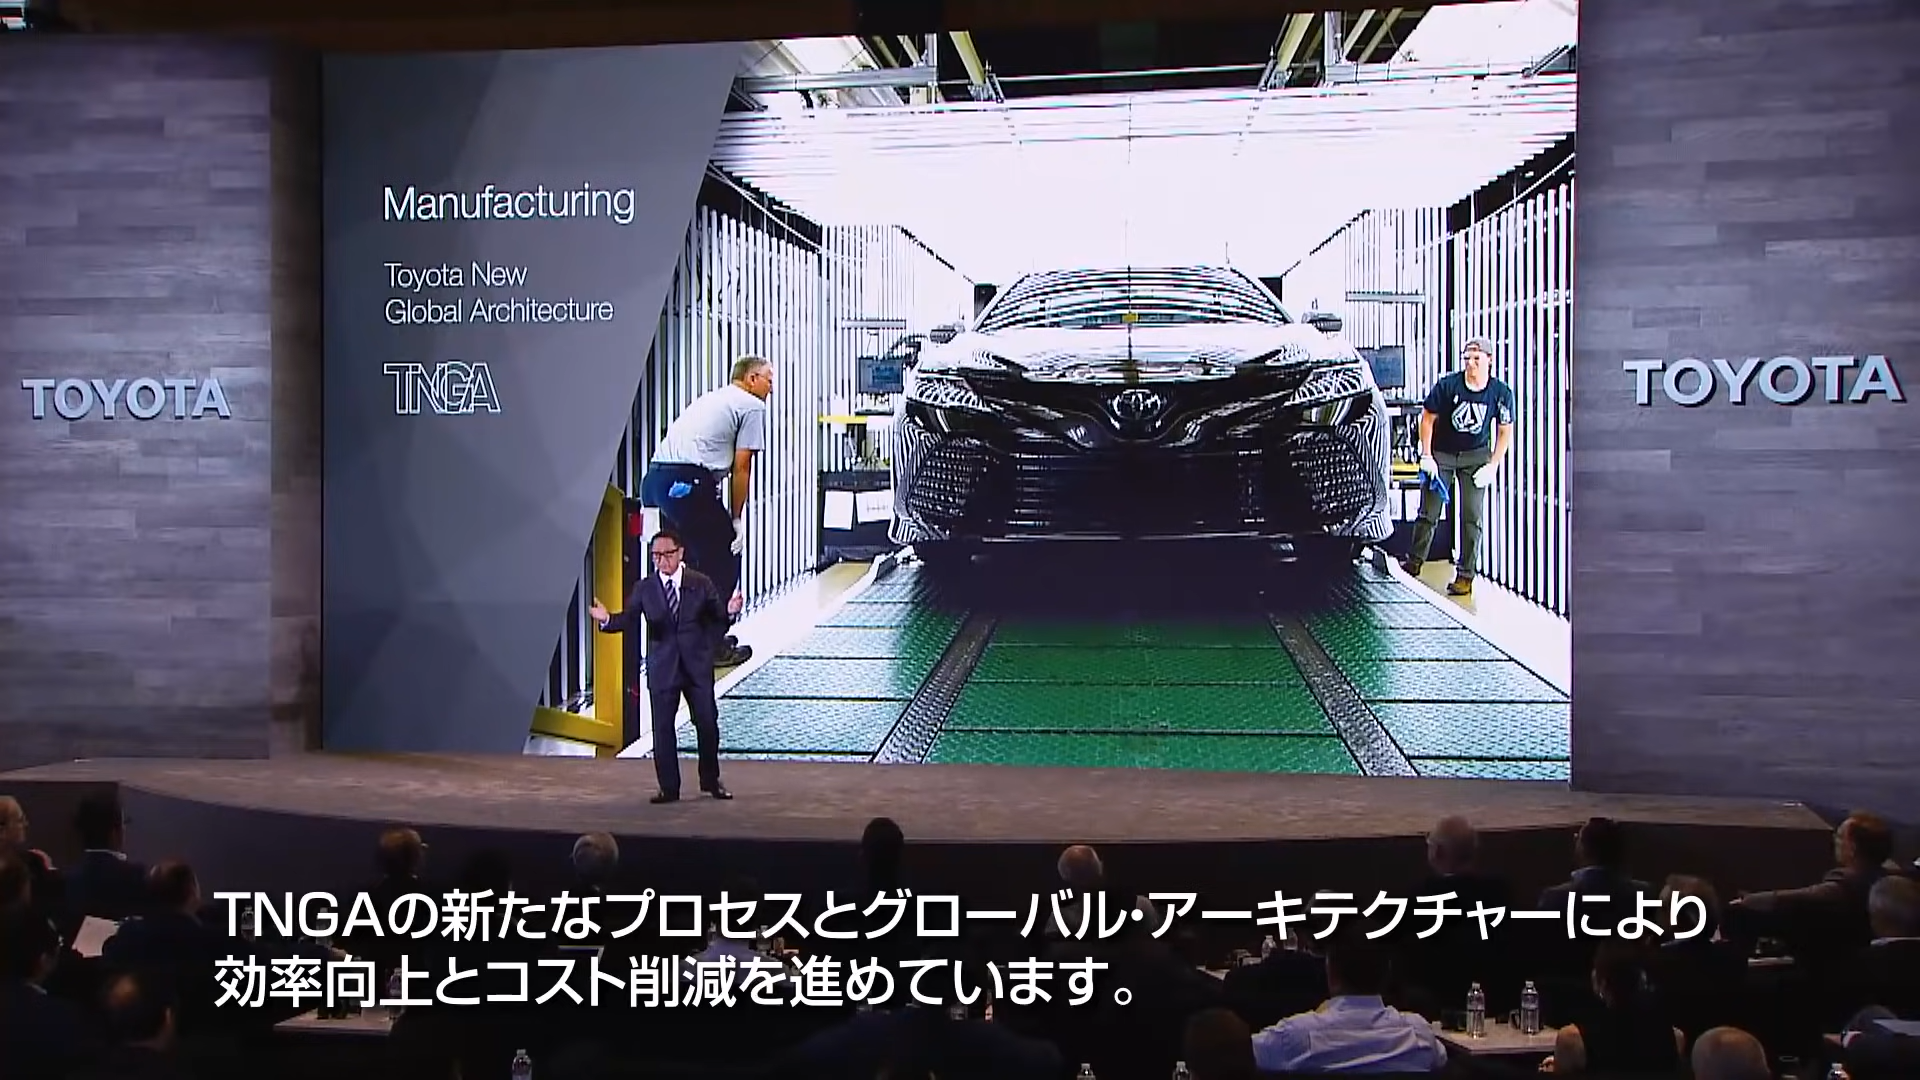 Manufacturing
Toyota New
Global Architecture
TNGA
TOYOTA
TOYOTA
TNGAの新たなプロセスとグローバル・アーキテクチャーにより
効率向上とコスト削減を進めています。